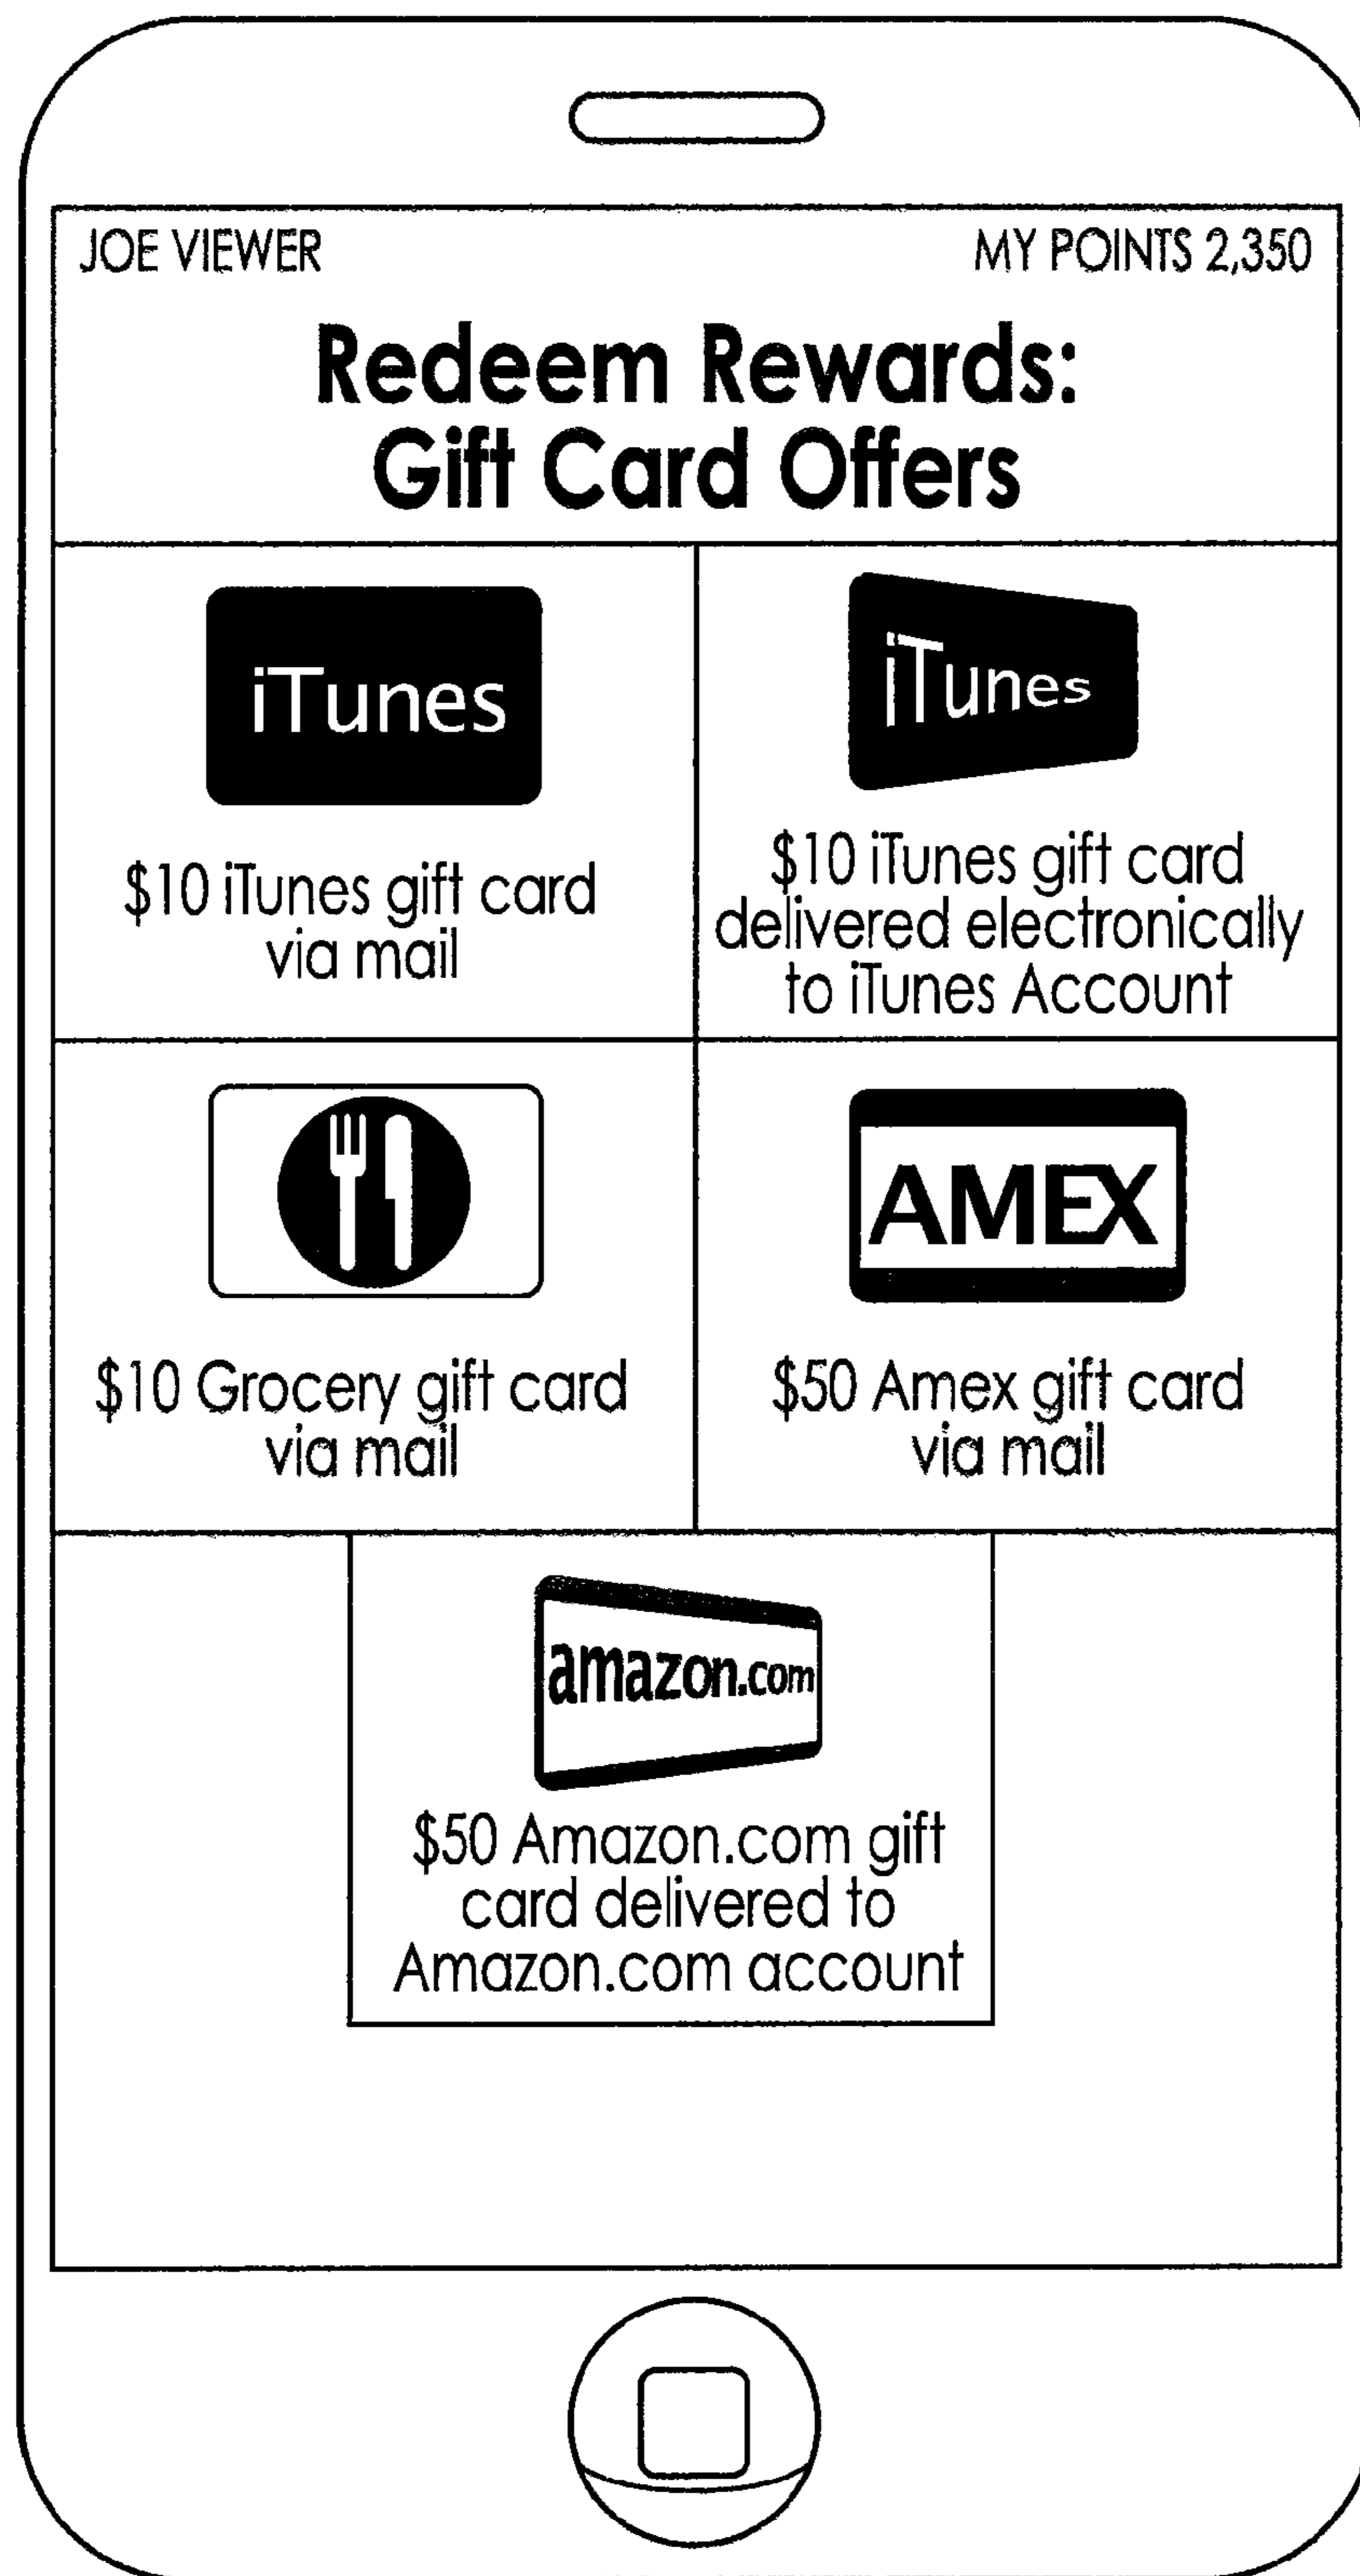 JOE VIEWER MY POINTS 2,350
Redeem Rewards:
Gift Card Offers
iTunes
$10 iTunes gift card
via mail
iTunes
$10 iTunes gift card
delivered electronically
to iTunes Account
$10 Grocery gift card
via mail
AMEX
$50 Amex gift card
via mail
amazon.com
$50 Amazon.com gift
card delivered to
Amazon.com account